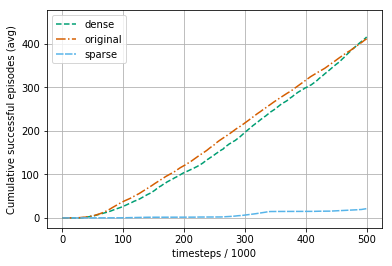 dense
original
sparse
Cumulative successful episodes (avg)
400
300
200
100
0
0
100
200
300
400
500
timesteps / 1000